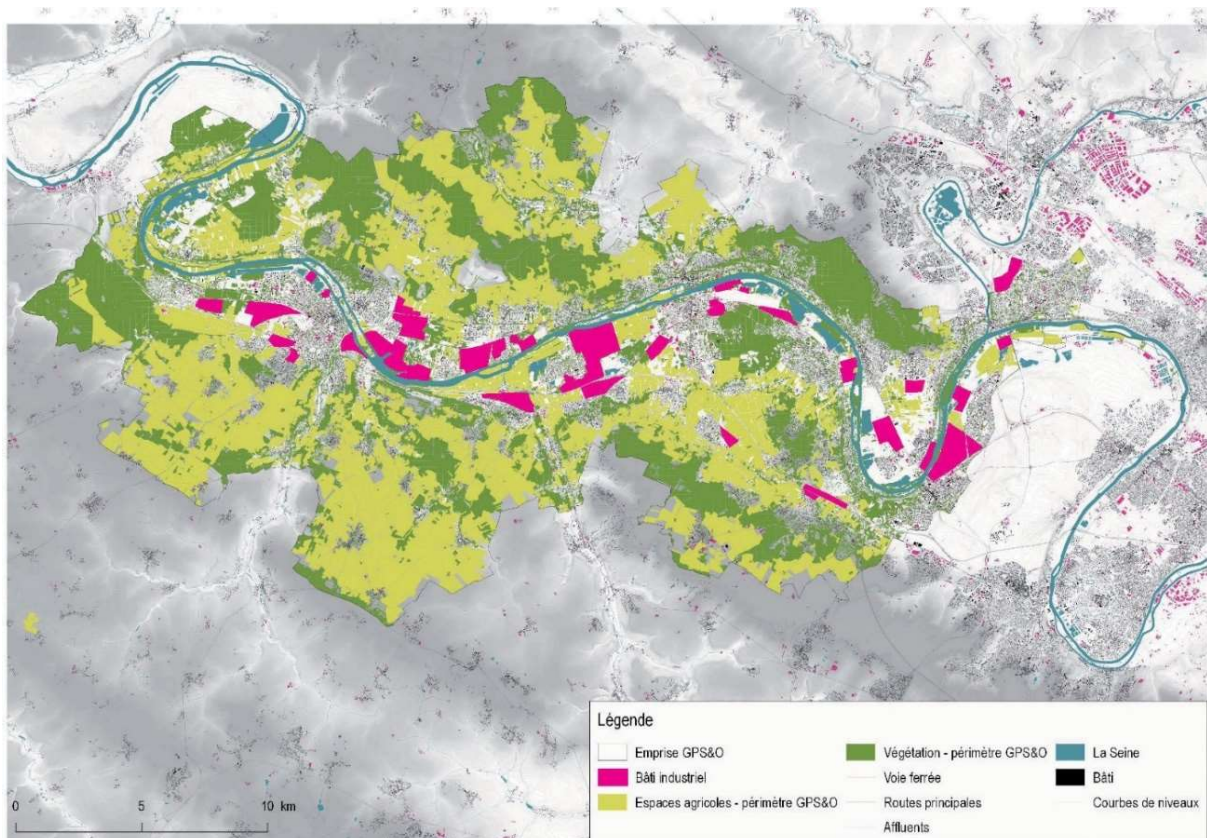 Légende
Emprise GPS&O
Bâti industriel
Espaces agricoles - périmètre GPS&O
Végétation - périmètre GPS&O
Voie ferrée
Routes principales
Affluents
La Seine
Bâti
Courbes de niveaux
0 5 10 km